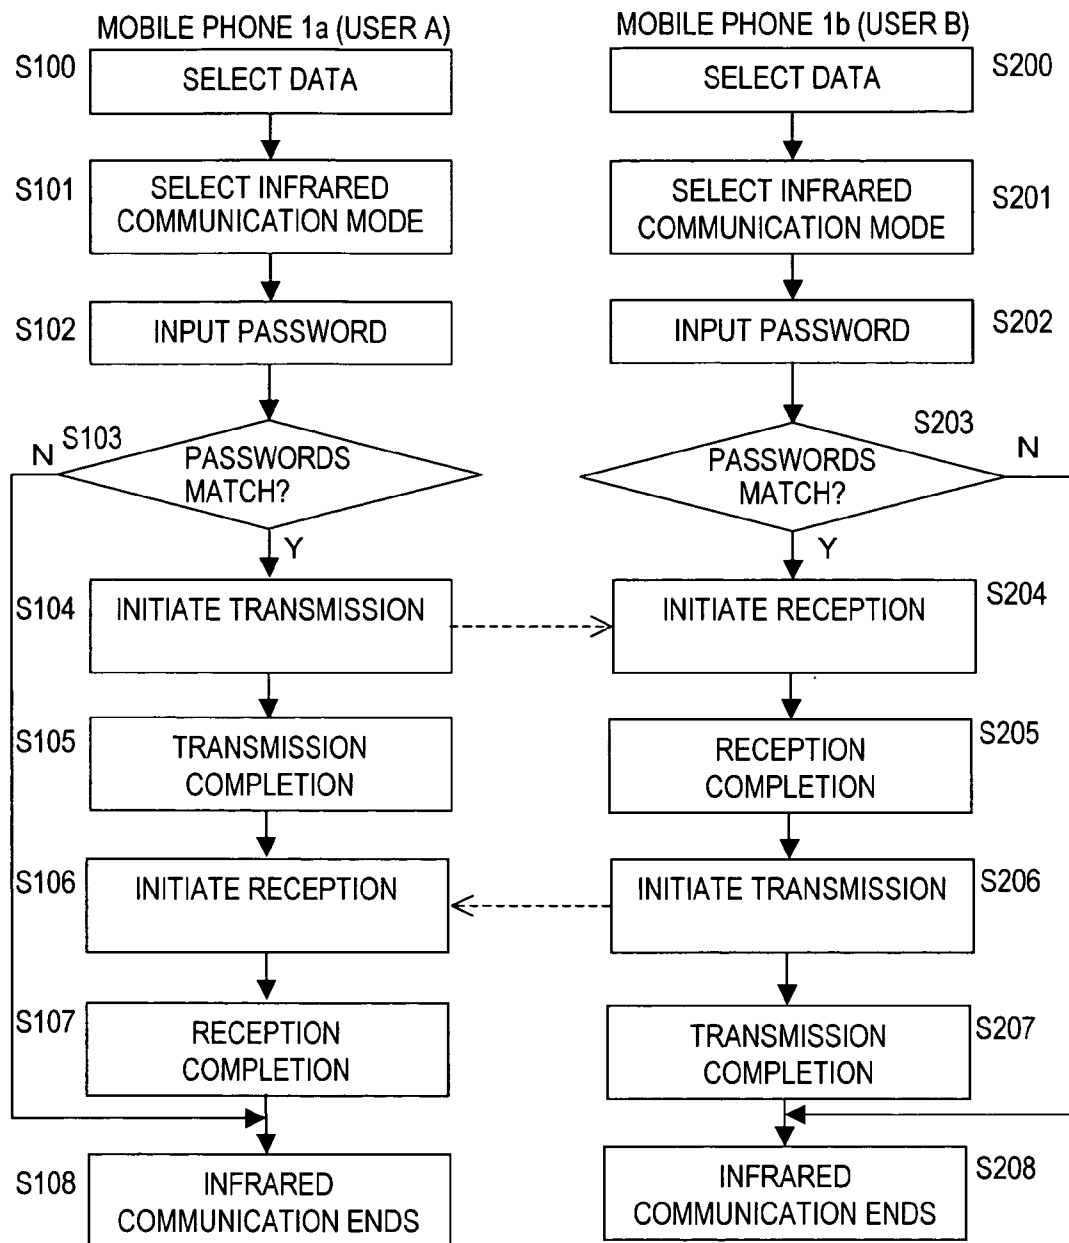 MOBILE PHONE 1a (USER A)
S100
SELECT DATA
S101
SELECT INFRARED
COMMUNICATION MODE
S102
INPUT PASSWORD
S103
N
PASSWORDS
MATCH?
Y
S104
INITIATE TRANSMISSION
S105
TRANSMISSION
COMPLETION
S106
INITIATE RECEPTION
S107
RECEPTION
COMPLETION
S108
INFRARED
COMMUNICATION ENDS
MOBILE PHONE 1b (USER B)
S200
SELECT DATA
S201
SELECT INFRARED
COMMUNICATION MODE
S202
INPUT PASSWORD
S203
N
PASSWORDS
MATCH?
Y
S204
INITIATE RECEPTION
S205
RECEPTION
COMPLETION
S206
INITIATE TRANSMISSION
S207
TRANSMISSION
COMPLETION
S208
INFRARED
COMMUNICATION ENDS